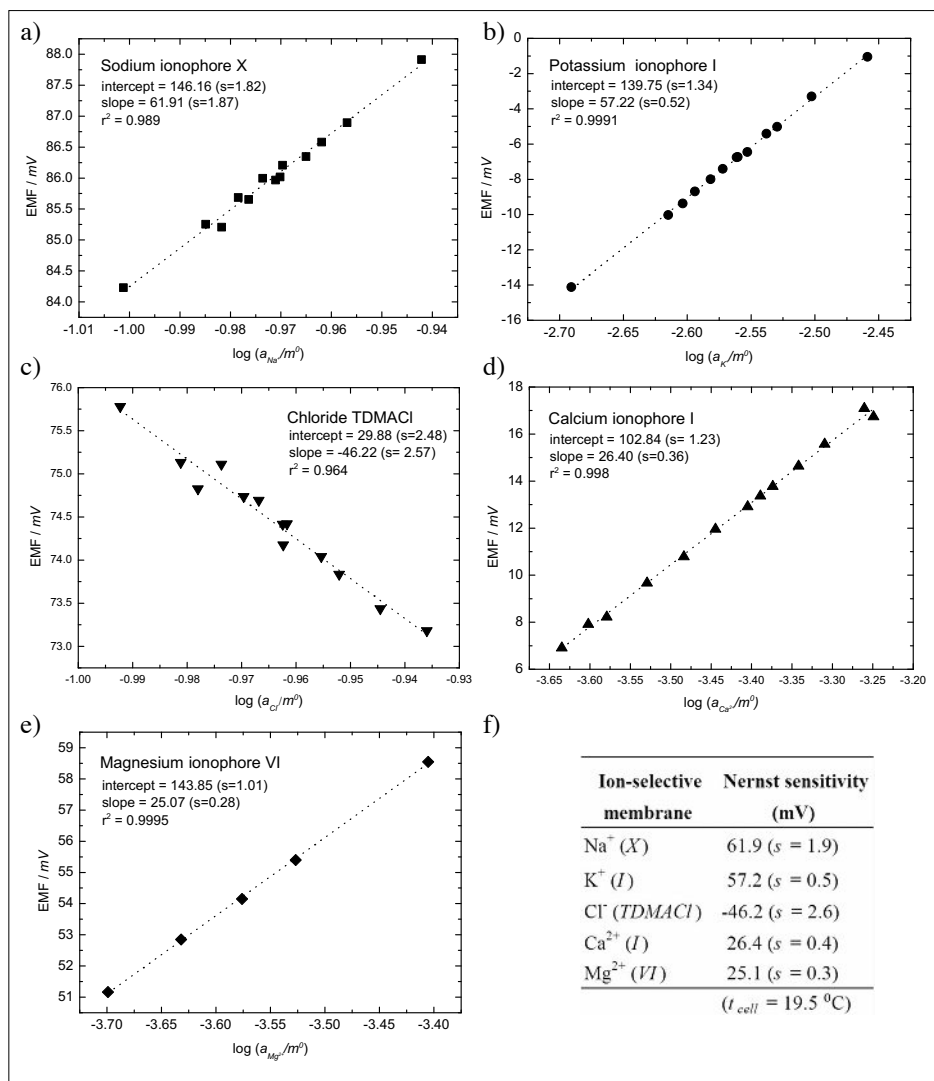 a)
Sodium ionophore X
intercept = 146.16 (s=1.82)
slope = 61.91 (s=1.87)
r² = 0.989
EMF / mV
88.0
87.5
87.0
86.5
86.0
85.5
85.0
84.5
84.0
-1.01 -1.00 -0.99 -0.98 -0.97 -0.96 -0.95 -0.94
log (a_Na⁺/m⁰)
b)
Potassium ionophore I
intercept = 139.75 (s=1.34)
slope = 57.22 (s=0.52)
r² = 0.9991
EMF / mV
0
-2
-4
-6
-8
-10
-12
-14
-16
-2.70 -2.65 -2.60 -2.55 -2.50 -2.45
log (a_K⁺/m⁰)
c)
Chloride TDMACl
intercept = 29.88 (s=2.48)
slope = -46.22 (s= 2.57)
r² = 0.964
EMF / mV
76.0
75.5
75.0
74.5
74.0
73.5
73.0
-1.00 -0.99 -0.98 -0.97 -0.96 -0.95 -0.94 -0.93
log (a_Cl⁻/m⁰)
d)
Calcium ionophore I
intercept = 102.84 (s= 1.23)
slope = 26.40 (s=0.36)
r² = 0.998
EMF / mV
18
16
14
12
10
8
6
-3.65 -3.60 -3.55 -3.50 -3.45 -3.40 -3.35 -3.30 -3.25 -3.20
log (a_Ca²⁺/m⁰)
e)
Magnesium ionophore VI
intercept = 143.85 (s=1.01)
slope = 25.07 (s=0.28)
r² = 0.9995
EMF / mV
59
58
57
56
55
54
53
52
51
-3.70 -3.65 -3.60 -3.55 -3.50 -3.45 -3.40
log (a_Mg²⁺/m⁰)
f)
Ion-selective Nernst sensitivity
membrane (mV)
Na⁺ (X) 61.9 (s = 1.9)
K⁺ (I) 57.2 (s = 0.5)
Cl⁻ (TDMACl) -46.2 (s = 2.6)
Ca²⁺ (I) 26.4 (s = 0.4)
Mg²⁺ (VI) 25.1 (s = 0.3)
(t cell = 19.5 ⁰C)